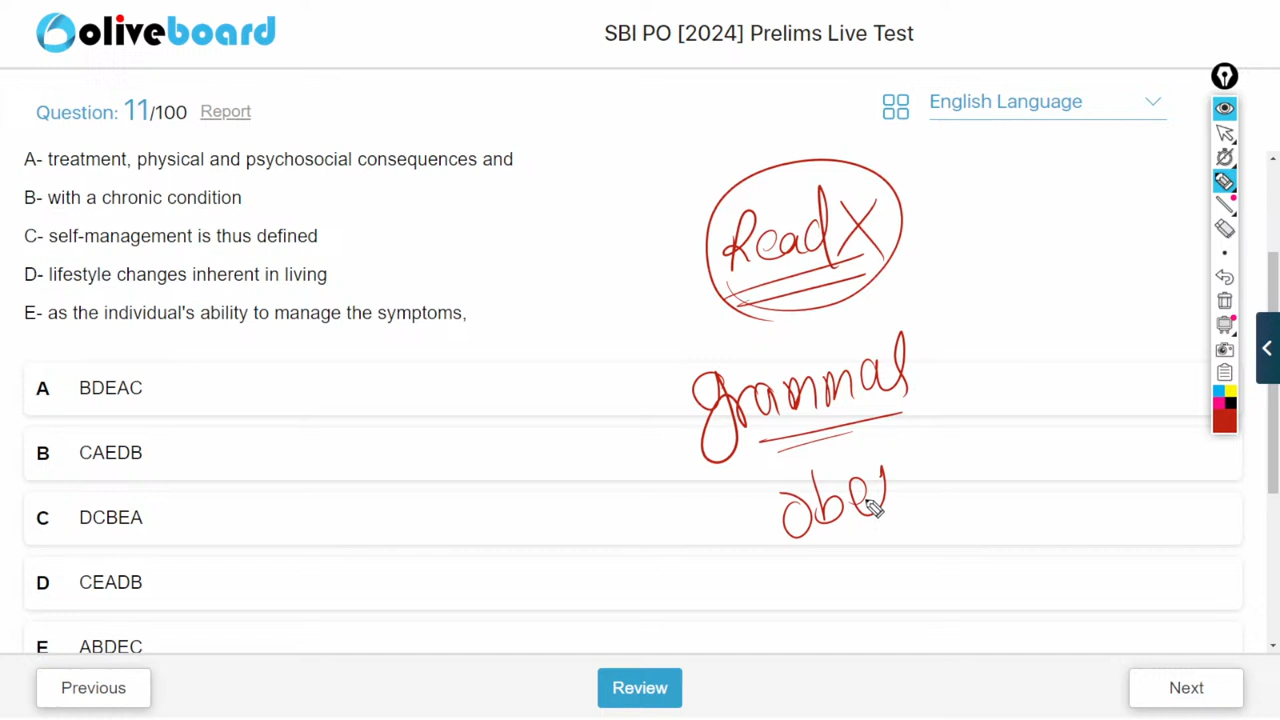 oliveboard
SBI PO [2024] Prelims Live Test
Question: 11/100 Report
English Language
A- treatment, physical and psychosocial consequences and
B- with a chronic condition
C- self-management is thus defined
D- lifestyle changes inherent in living
E- as the individual's ability to manage the symptoms,
Read X
grammar
A BDEAC
B CAEDB
C DCBEA
D CEADB
E ABDEC
Previous
Review
Next